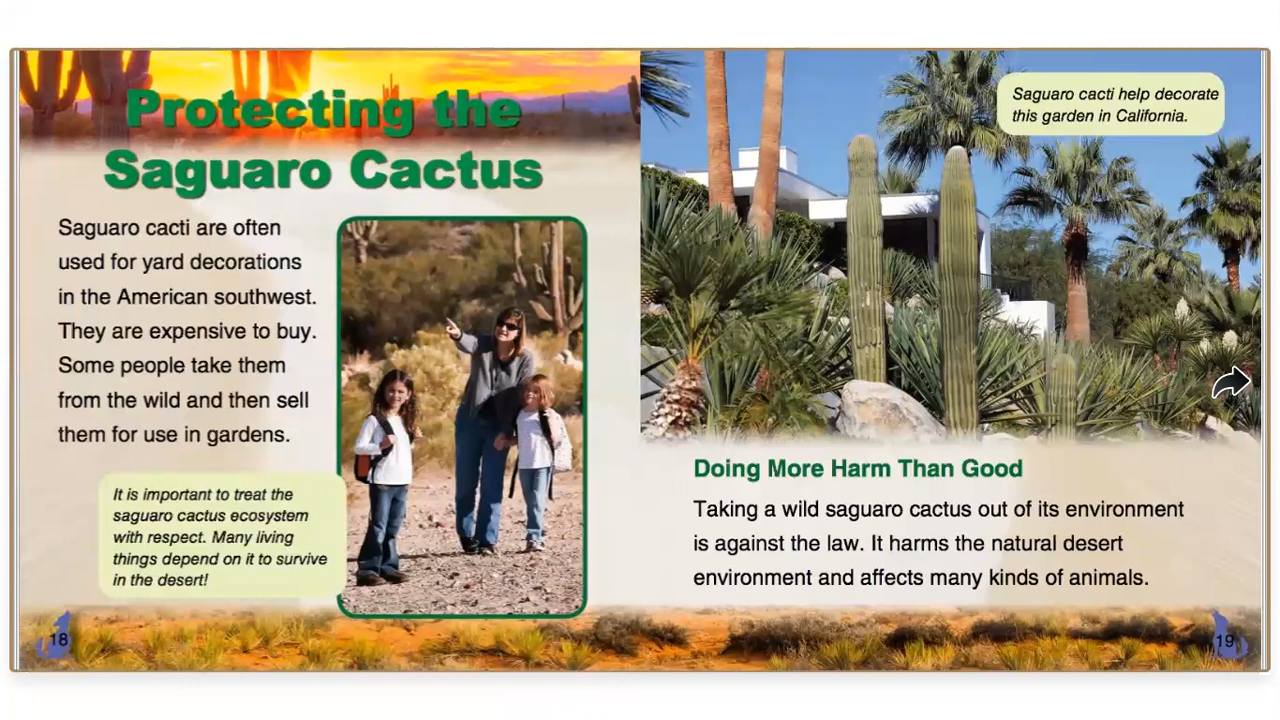 Protecting the
Saguaro Cactus
Saguaro cacti are often
used for yard decorations
in the American southwest.
They are expensive to buy.
Some people take them
from the wild and then sell
them for use in gardens.
It is important to treat the
saguaro cactus ecosystem
with respect. Many living
things depend on it to survive
in the desert!
18
Saguaro cacti help decorate
this garden in California.
Doing More Harm Than Good
Taking a wild saguaro cactus out of its environment
is against the law. It harms the natural desert
environment and affects many kinds of animals.
19